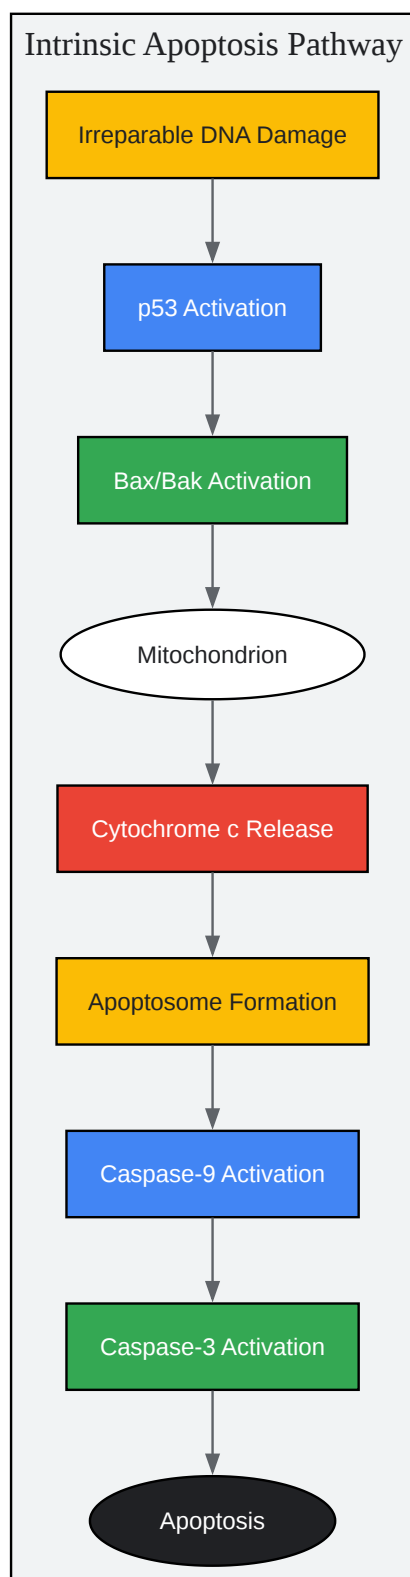 Intrinsic Apoptosis Pathway
Irreparable DNA Damage
p53 Activation
Bax/Bak Activation
Mitochondrion
Cytochrome c Release
Apoptosome Formation
Caspase-9 Activation
Caspase-3 Activation
Apoptosis